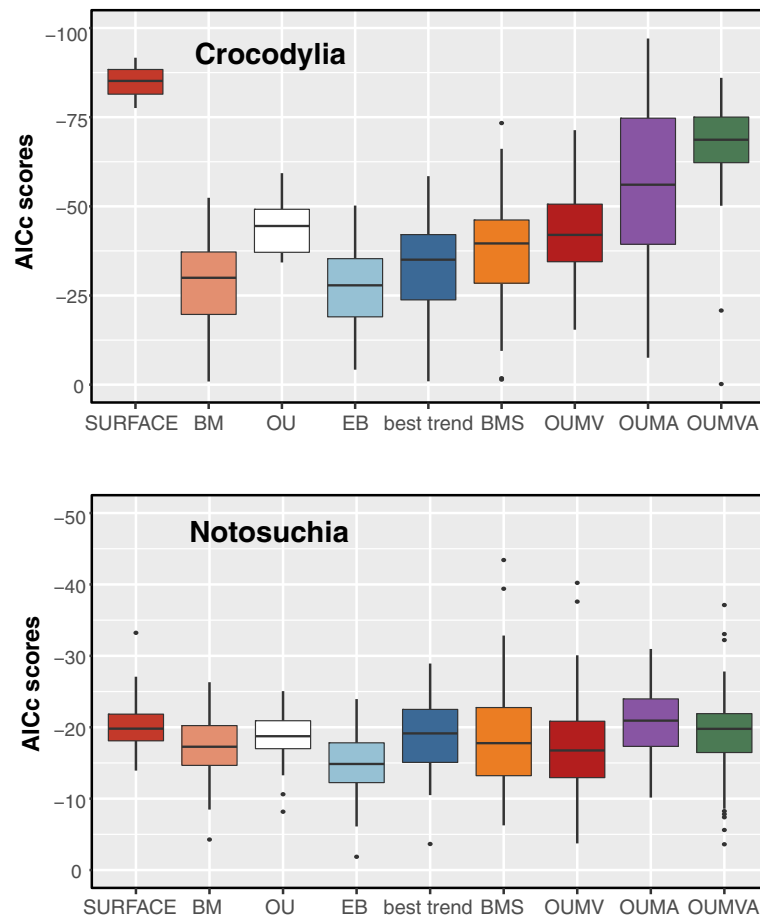 Crocodylia
AICc scores
−100
−75
−50
−25
0
SURFACE BM OU EB best trend BMS OUMV OUMA OUMVA
Notosuchia
AICc scores
−50
−40
−30
−20
−10
0
SURFACE BM OU EB best trend BMS OUMV OUMA OUMVA